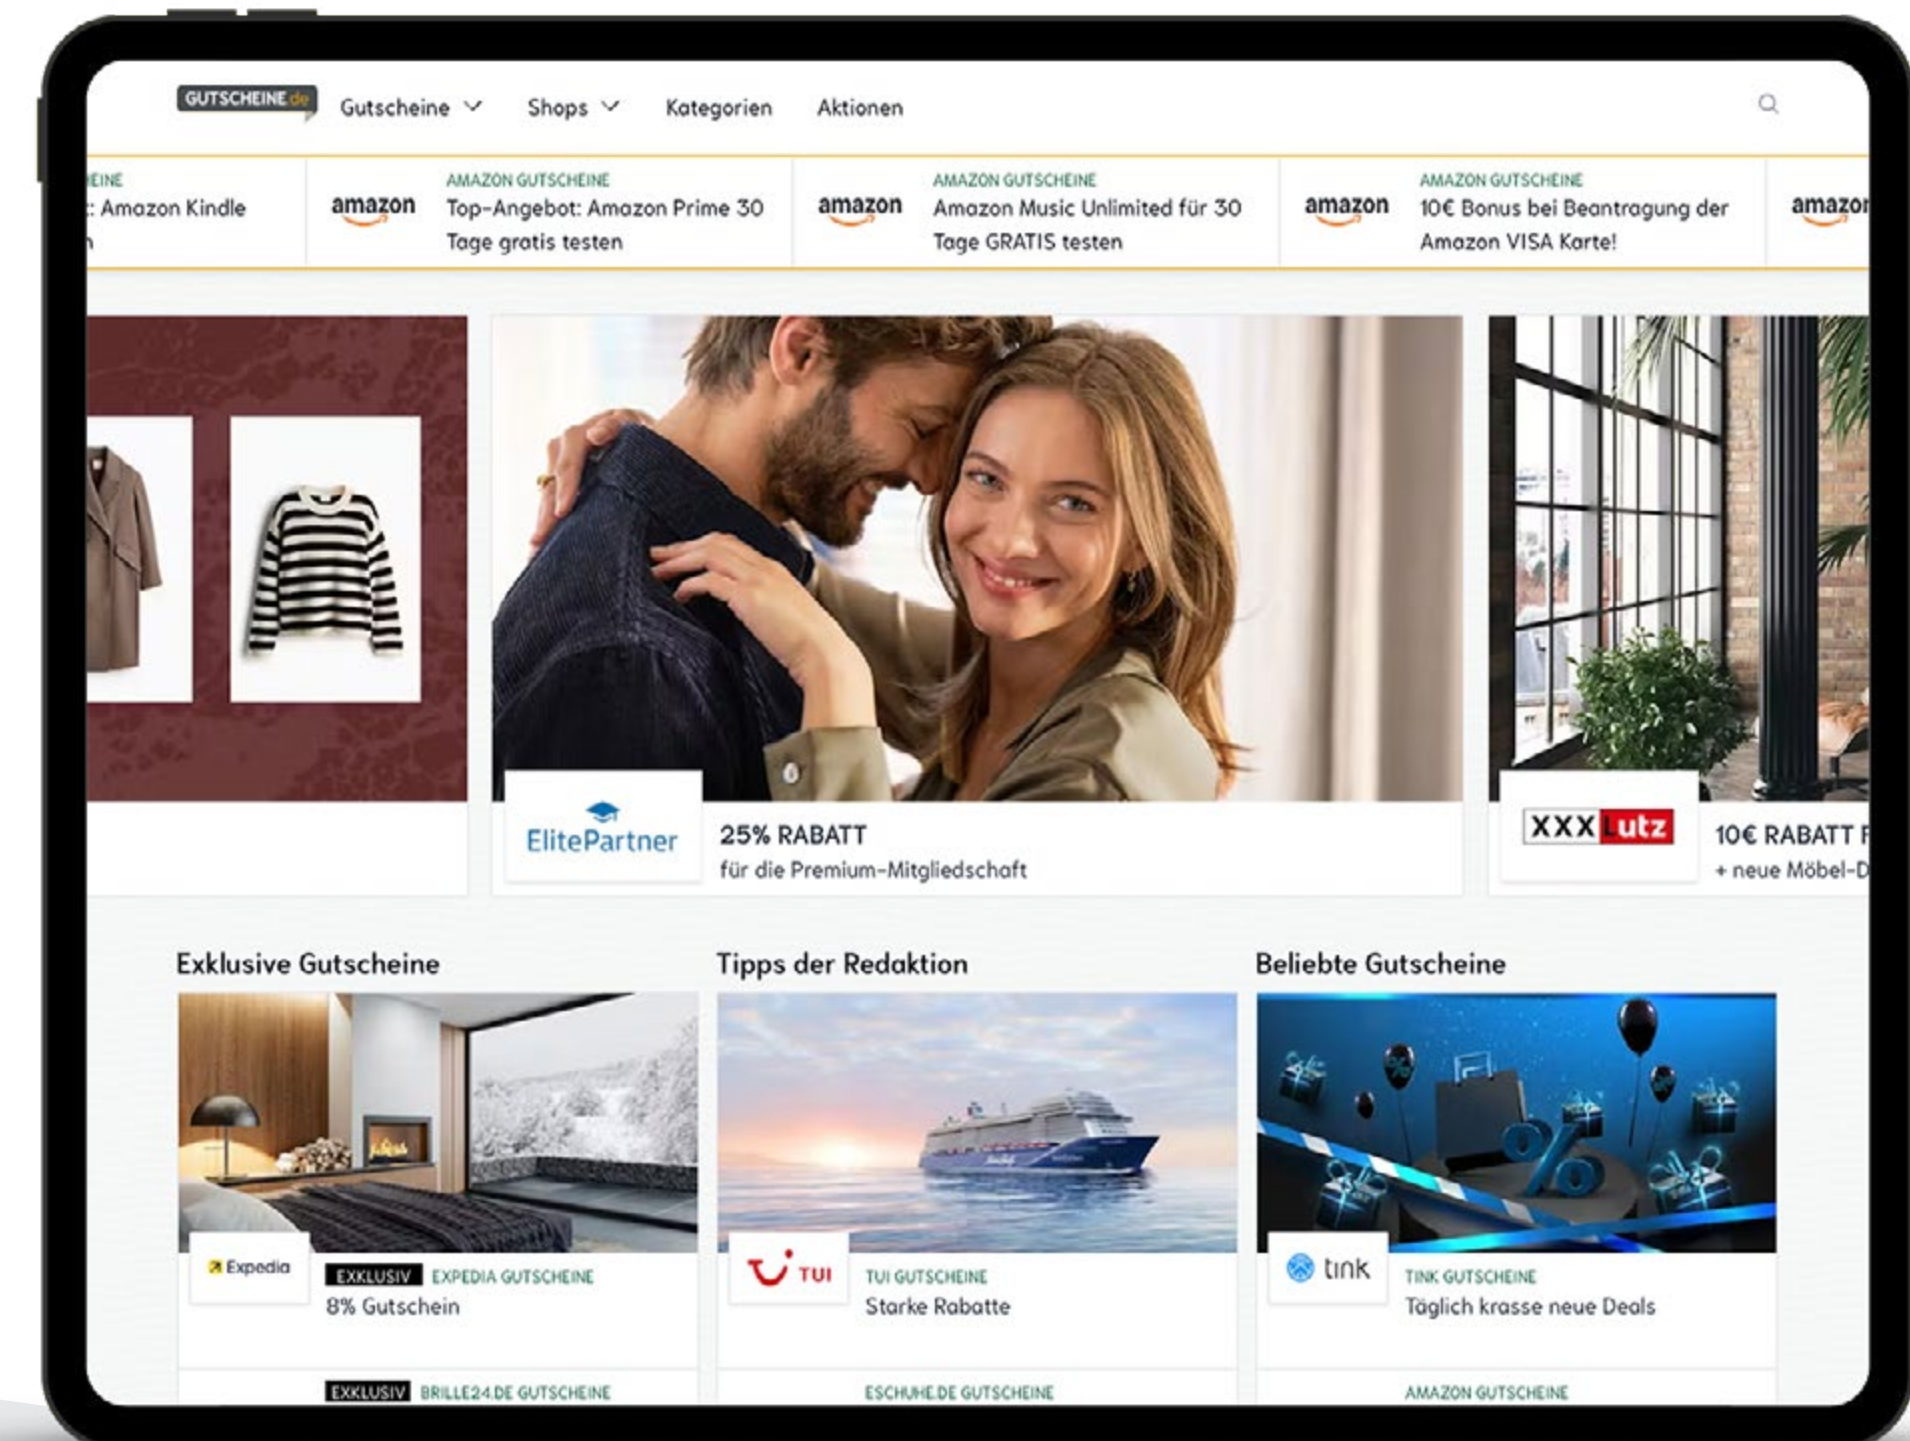 GUTSCHEINE.de
Gutscheine
Shops
Kategorien
Aktionen
: Amazon Kindle
amazon
AMAZON GUTSCHEINE
Top-Angebot: Amazon Prime 30
Tage gratis testen
amazon
AMAZON GUTSCHEINE
Amazon Music Unlimited für 30
Tage GRATIS testen
amazon
AMAZON GUTSCHEINE
10€ Bonus bei Beantragung der
Amazon VISA Karte!
ElitePartner
25% RABATT
für die Premium-Mitgliedschaft
XXXLutz
10€ RABATT
+ neue Möbel-D
Exklusive Gutscheine
Tipps der Redaktion
Beliebte Gutscheine
Expedia
EXKLUSIV EXPEDIA GUTSCHEINE
8% Gutschein
TUI
TUI GUTSCHEINE
Starke Rabatte
tink
TINK GUTSCHEINE
Täglich krasse neue Deals
EXKLUSIV BRILLE24.DE GUTSCHEINE
ESCHUHE.DE GUTSCHEINE
AMAZON GUTSCHEINE